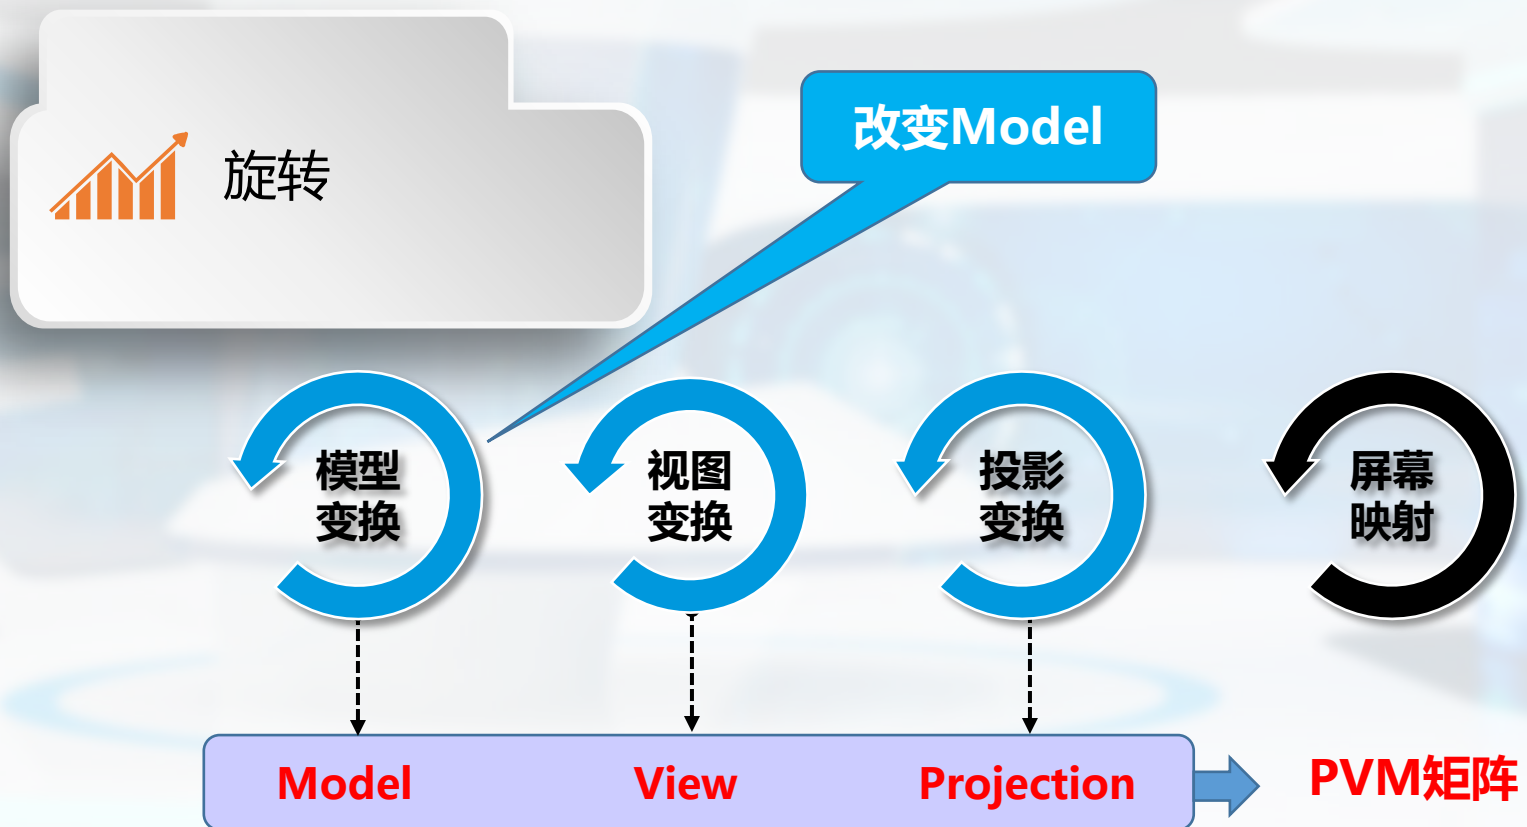 旋转
改变Model
模型
变换
视图
变换
投影
变换
屏幕
映射
Model
View
Projection
PVM矩阵